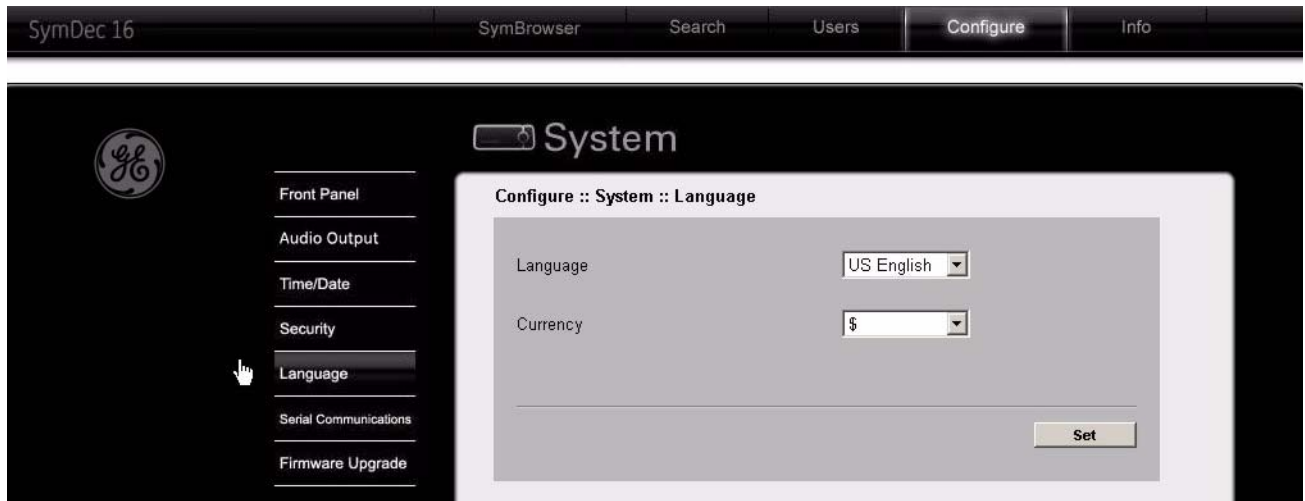 SymDec 16
SymBrowser
Search
Users
Configure
Info
GE
System
Front Panel
Audio Output
Time/Date
Security
Language
Serial Communications
Firmware Upgrade
Configure :: System :: Language
Language
US English
Currency
$
Set